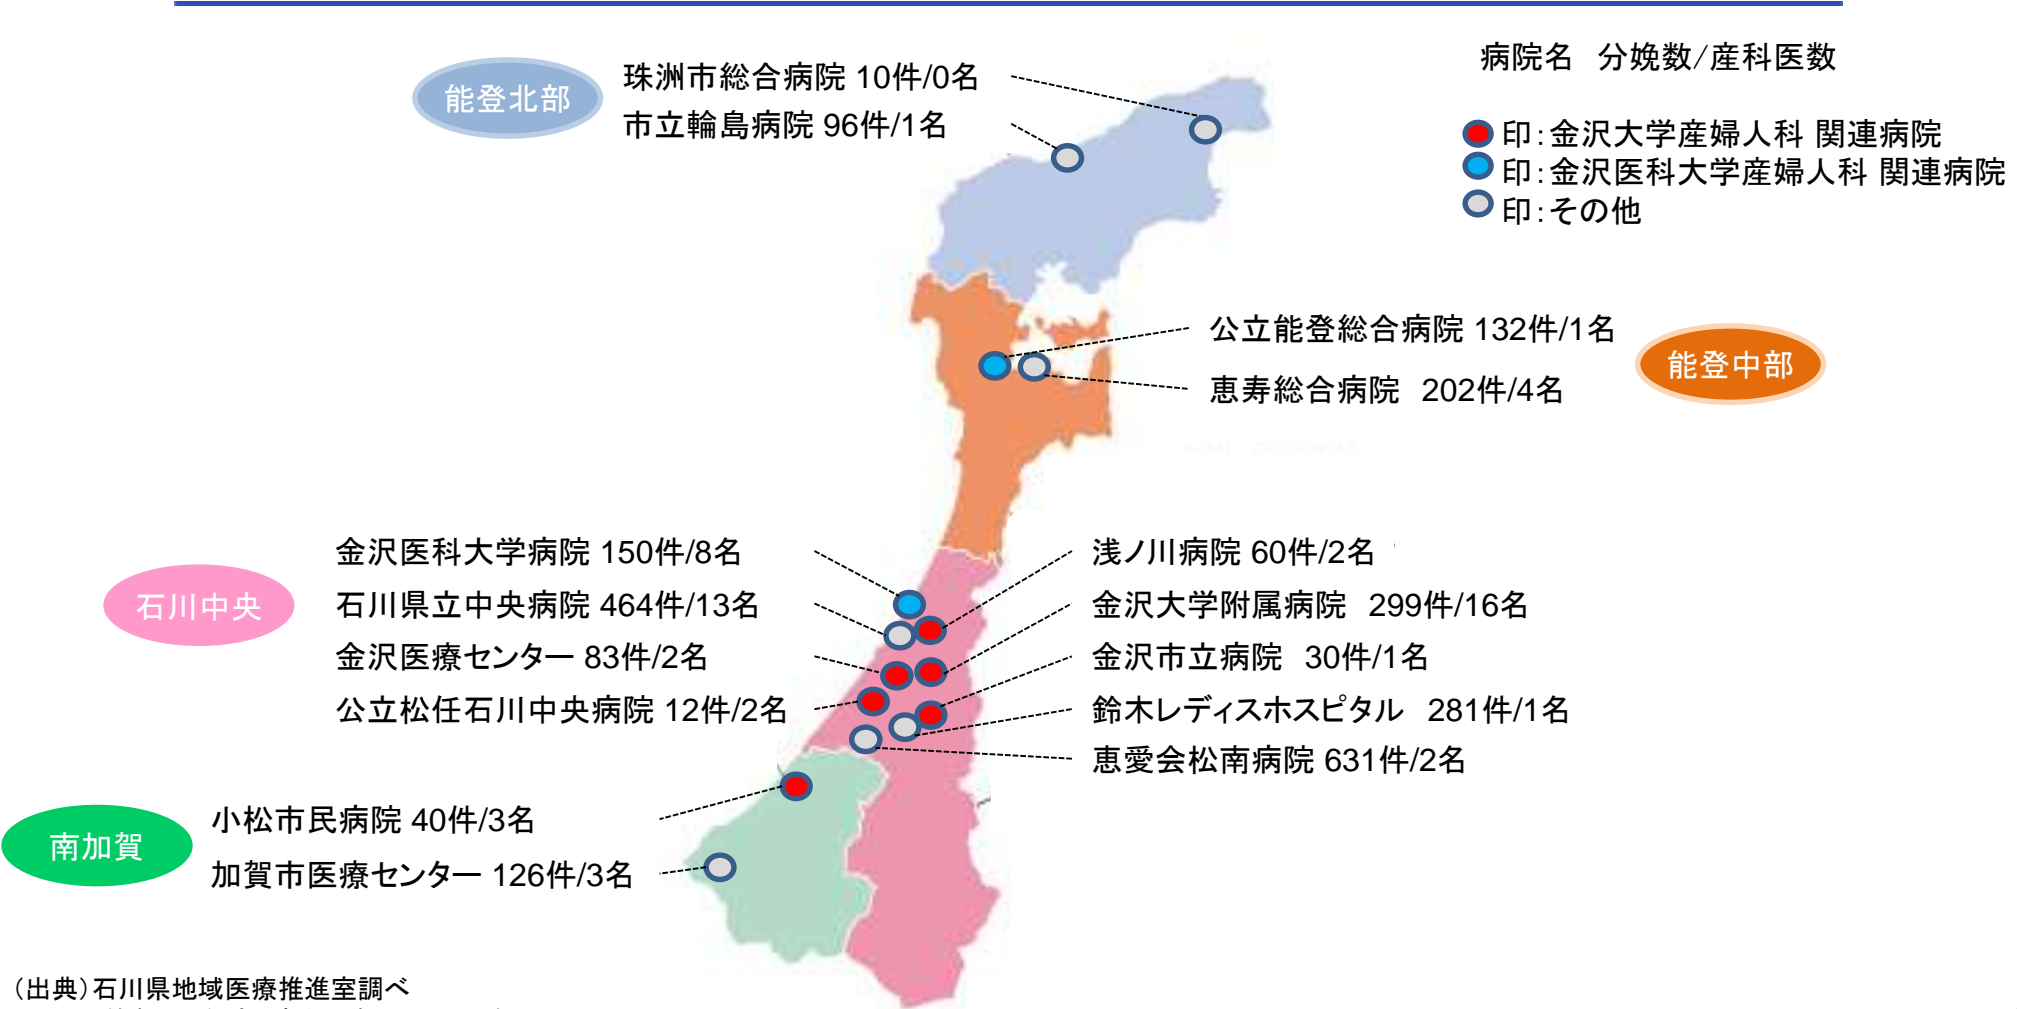 病院名　分娩数/産科医数
印：金沢大学産婦人科 関連病院
印：金沢医科大学産婦人科 関連病院
印：その他
能登北部
珠洲市総合病院 10件/0名
市立輪島病院 96件/1名
公立能登総合病院 132件/1名
恵寿総合病院　202件/4名
能登中部
石川中央
金沢医科大学病院 150件/8名
石川県立中央病院 464件/13名
金沢医療センター 83件/2名
公立松任石川中央病院 12件/2名
浅ノ川病院 60件/2名
金沢大学附属病院　299件/16名
金沢市立病院　30件/1名
鈴木レディスホスピタル　281件/1名
恵愛会松南病院 631件/2名
南加賀
小松市民病院 40件/3名
加賀市医療センター 126件/3名
（出典）石川県地域医療推進室調べ